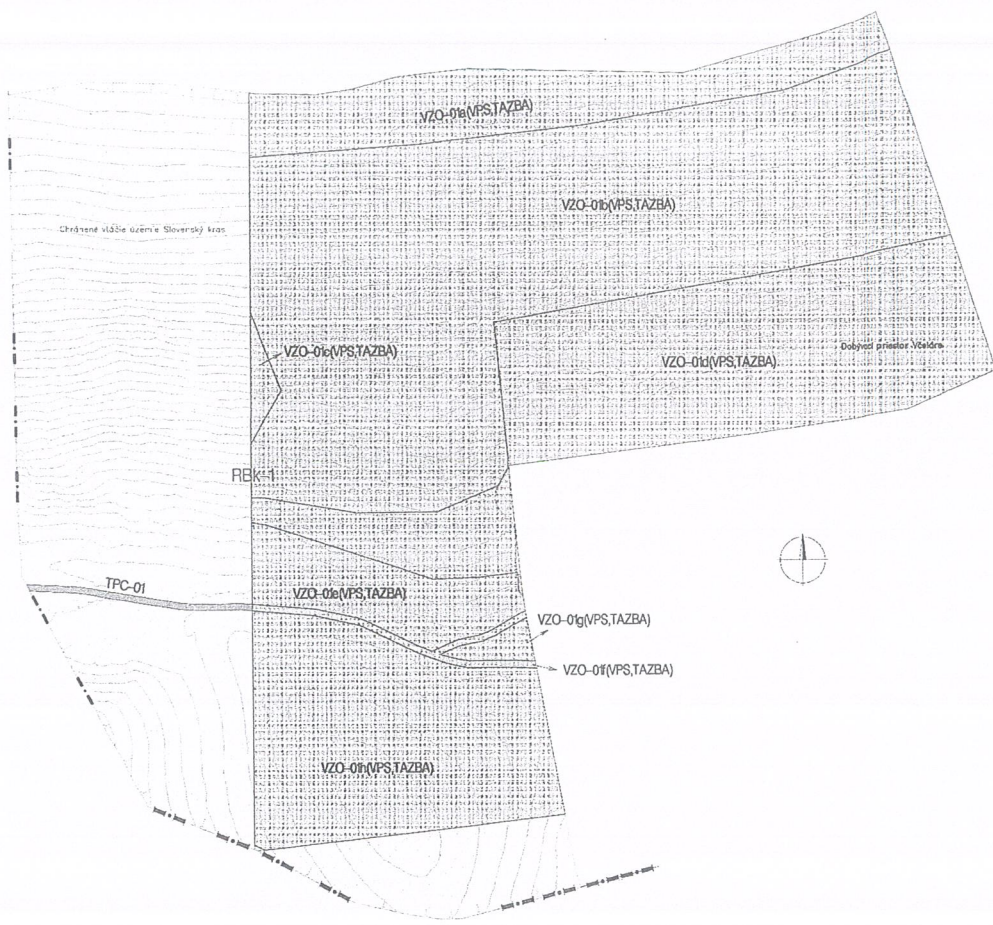 VZO-01a(VPS,TAZBA)
VZO-01b(VPS,TAZBA)
Chránené vtáčie územie Slovenský kras
VZO-01c(VPS,TAZBA)
Dobývací priestor Včeláre
VZO-01d(VPS,TAZBA)
RBk-1
TPC-01
VZO-01e(VPS,TAZBA)
VZO-01g(VPS,TAZBA)
VZO-01f(VPS,TAZBA)
VZO-01h(VPS,TAZBA)